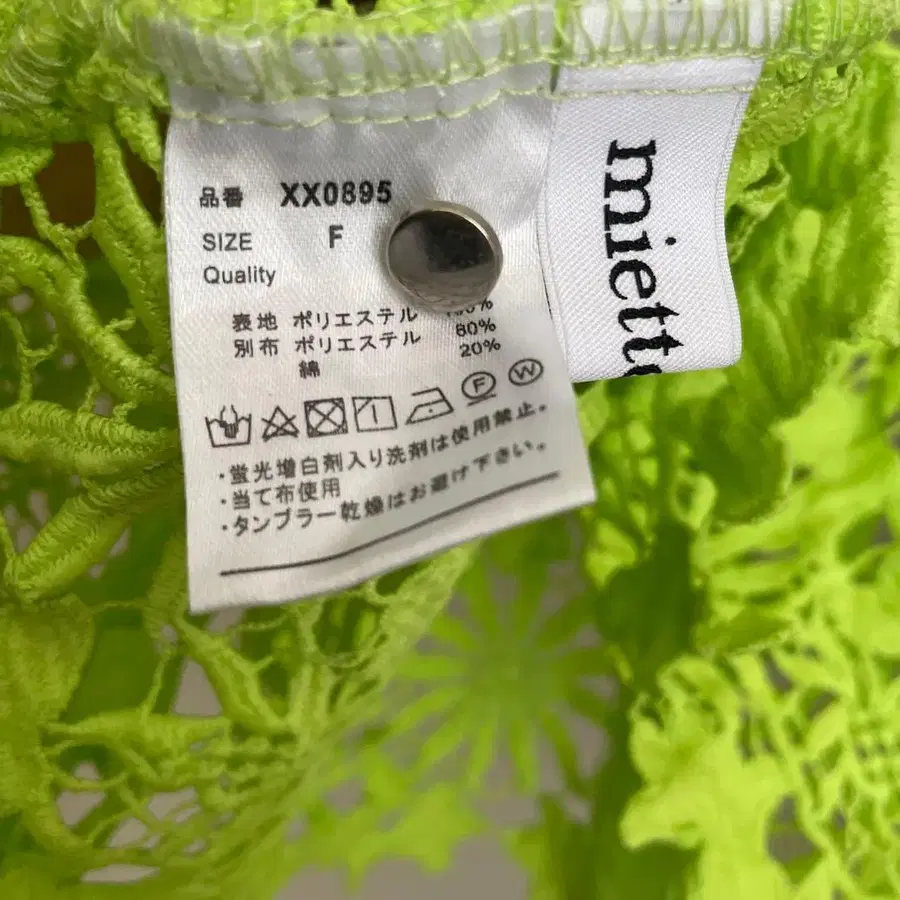 品番 XX0895
SIZE F
Quality
表地 ポリエステル
別布 ポリエステル 80%
綿 20%
F W
・蛍光増白剤入り洗剤は使用禁止。
・当て布使用
・タンブラー乾燥はお避け下さい。